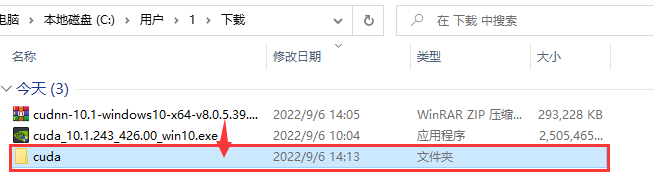 电脑 > 本地磁盘 (C:) > 用户 > 1 > 下载 在 下载 中搜索
名称 修改日期 类型 大小
今天 (3)
cudnn-10.1-windows10-x64-v8.0.5.39.... 2022/9/6 14:05 WinRAR ZIP 压缩... 293,228 KB
cuda_10.1.243_426.00_win10.exe 2022/9/6 10:04 应用程序 2,505,465...
cuda 2022/9/6 14:13 文件夹